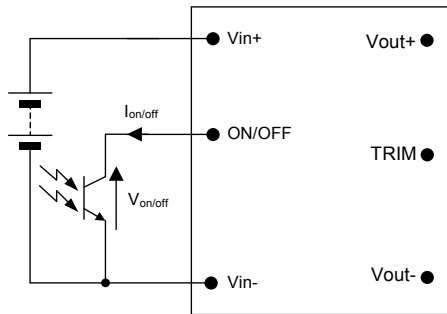 Vin+
Vout+
Ion/off
ON/OFF
TRIM
Von/off
Vin-
Vout-